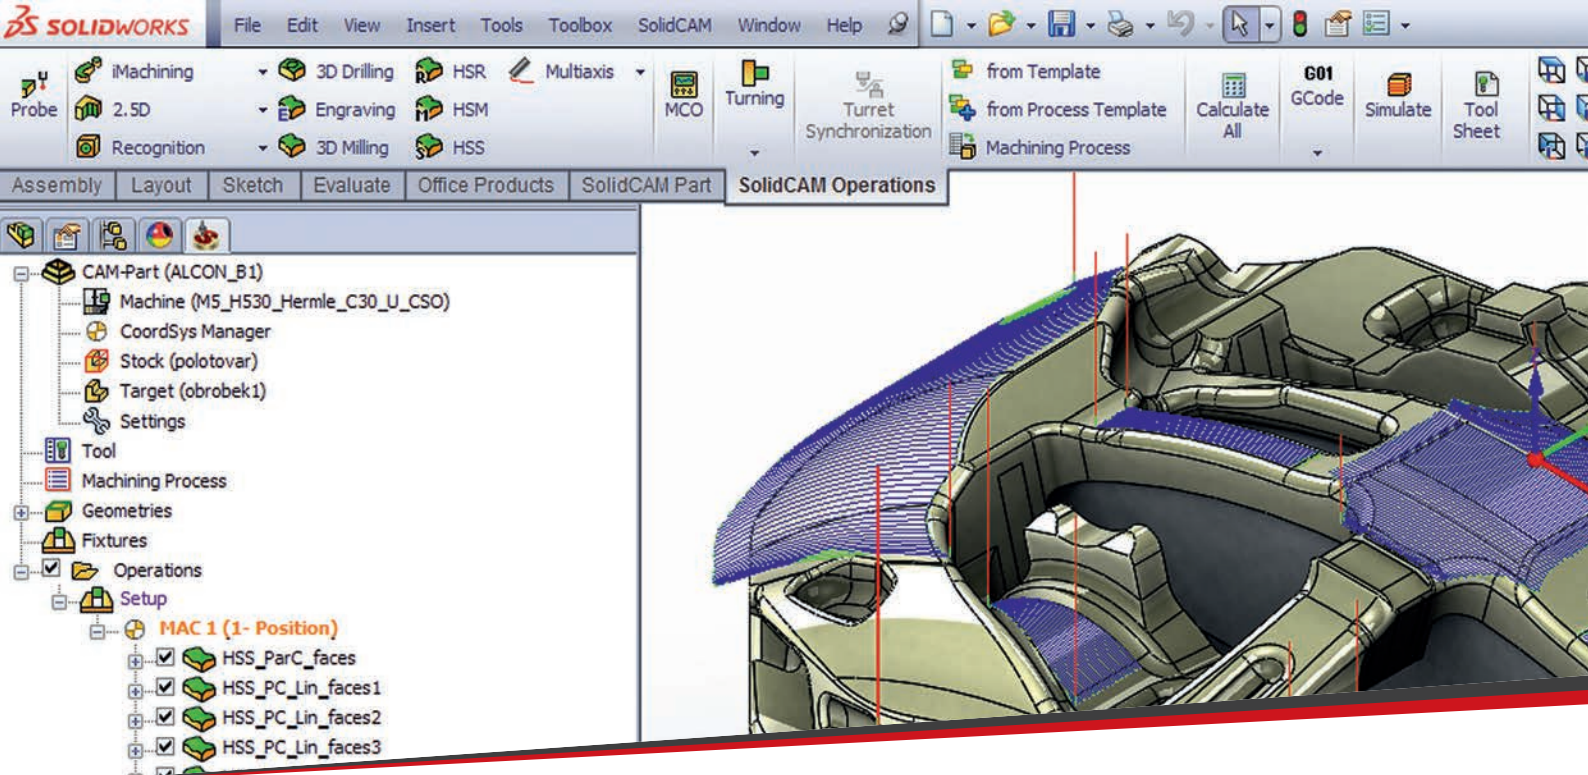 SOLIDWORKS File Edit View Insert Tools Toolbox SolidCAM Window Help
iMachining 3D Drilling HSR Multiaxis from Template G01
Probe 2.5D Engraving HSM MCO Turning Turret Synchronization from Process Template Calculate All GCode Simulate Tool Sheet
Recognition 3D Milling HSS Machining Process
Assembly Layout Sketch Evaluate Office Products SolidCAM Part SolidCAM Operations
CAM-Part (ALCON_B1)
Machine (M5_H530_Hermle_C30_U_CSO)
CoordSys Manager
Stock (polotovar)
Target (obrobek1)
Settings
Tool
Machining Process
Geometries
Fixtures
Operations
Setup
MAC 1 (1- Position)
HSS_ParC_faces
HSS_PC_Lin_faces1
HSS_PC_Lin_faces2
HSS_PC_Lin_faces3